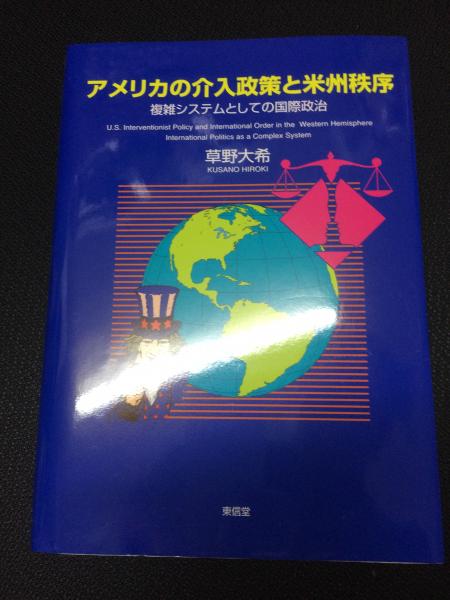 アメリカの介入政策と米州秩序
複雑システムとしての国際政治
U.S. Interventionist Policy and International Order in the Western Hemisphere
International Politics as a Complex System
草野大希
KUSANO HIROKI
東信堂